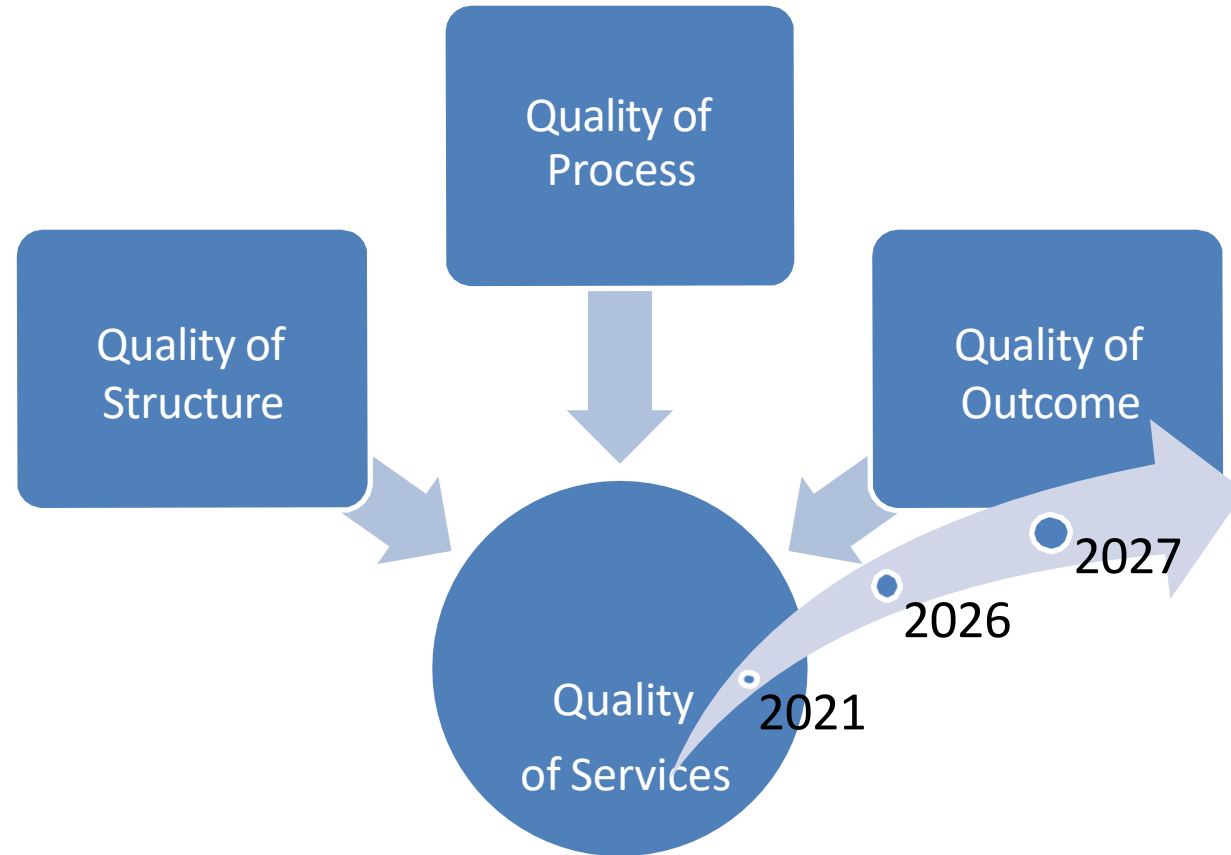 Quality of
Process
Quality of
Structure
Quality of
Outcome
2027
2026
2021
Quality
of Services